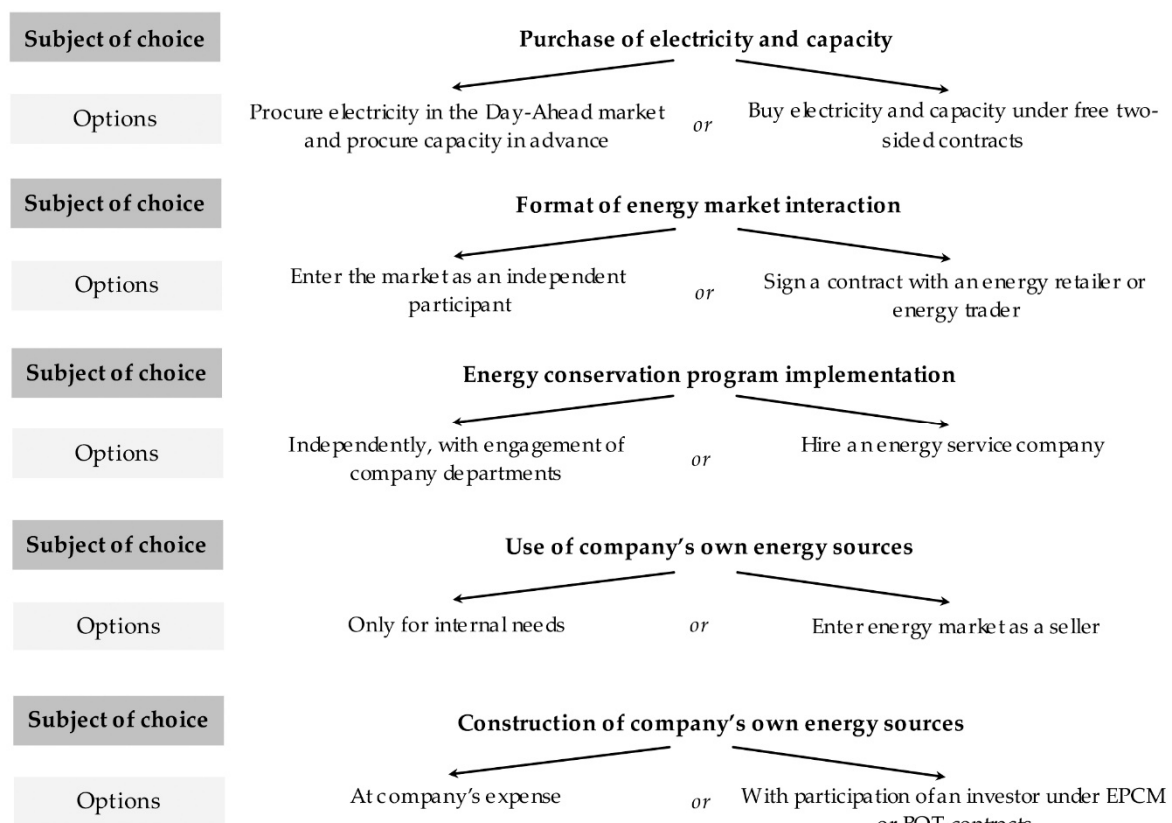 Subject of choice
Purchase of electricity and capacity
Options
Procure electricity in the Day-Ahead market
and procure capacity in advance
or
Buy electricity and capacity under free two-
sided contracts
Subject of choice
Format of energy market interaction
Options
Enter the market as an independent
participant
or
Sign a contract with an energy retailer or
energy trader
Subject of choice
Energy conservation program implementation
Options
Independently, with engagement of
company departments
or
Hire an energy service company
Subject of choice
Use of company's own energy sources
Options
Only for internal needs
or
Enter energy market as a seller
Subject of choice
Construction of company's own energy sources
Options
At company's expense
or
With participation of an investor under EPCM